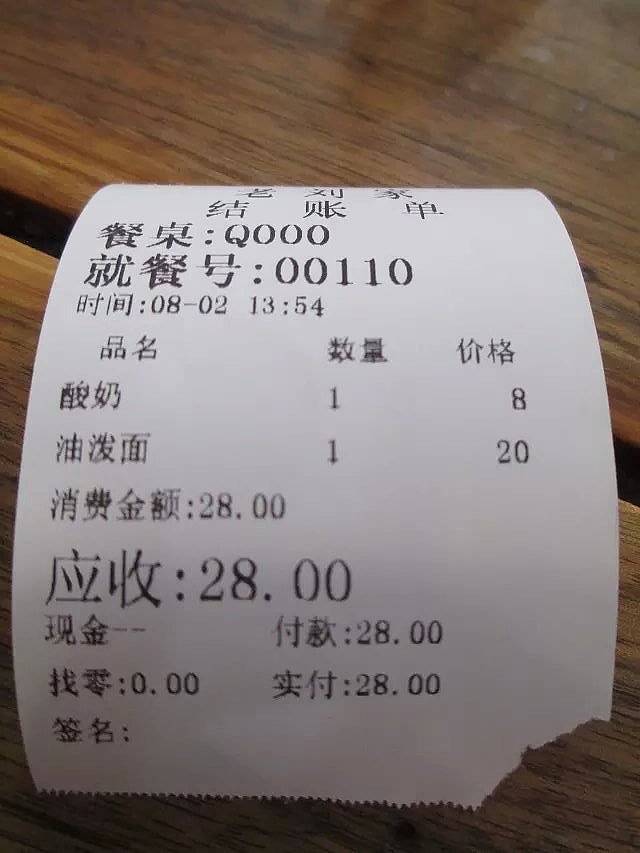 老刘家
结账单
餐桌:Q000
就餐号:00110
时间:08-02 13:54
品名 数量 价格
酸奶 1 8
油泼面 1 20
消费金额:28.00
应收:28.00
现金-- 付款:28.00
找零:0.00 实付:28.00
签名: